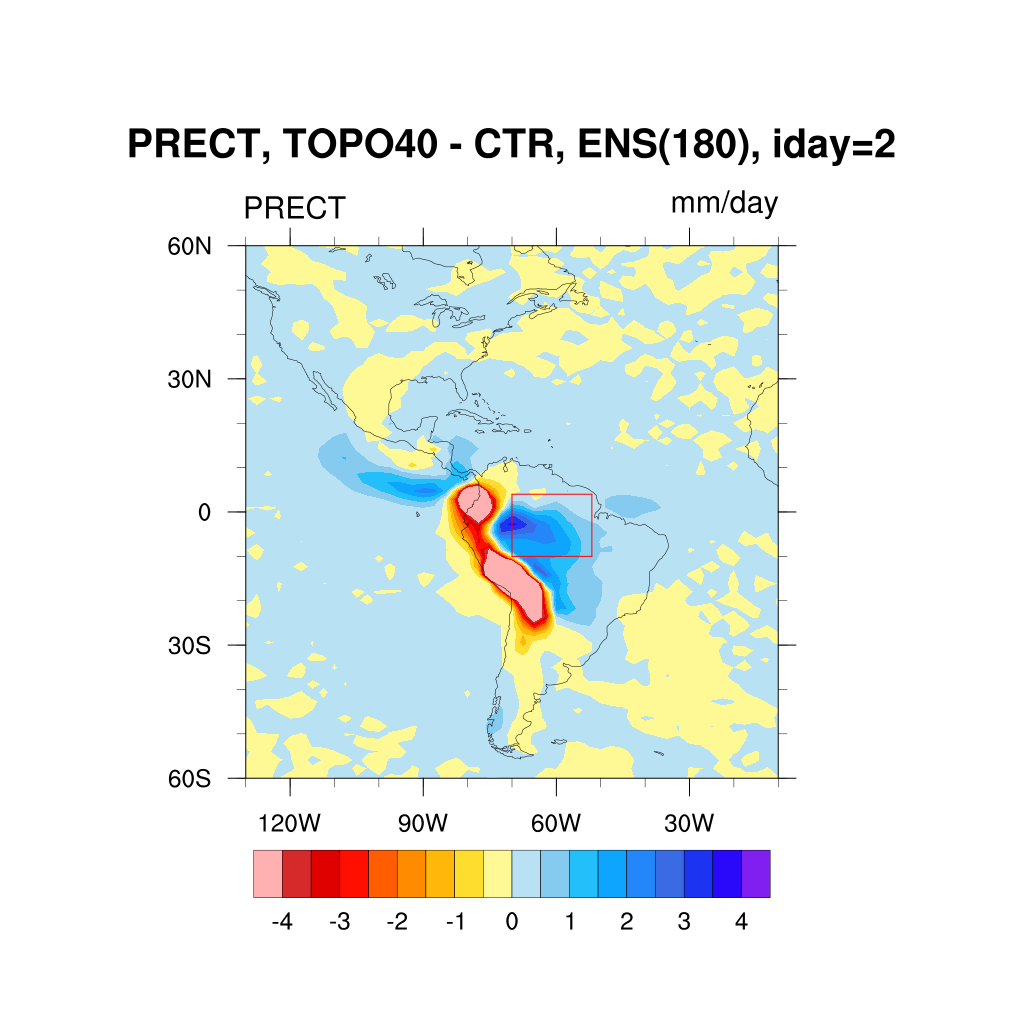 PRECT, TOPO40 - CTR, ENS(180), iday=2
PRECT mm/day
60N
30N
0
30S
60S
120W 90W 60W 30W
-4 -3 -2 -1 0 1 2 3 4